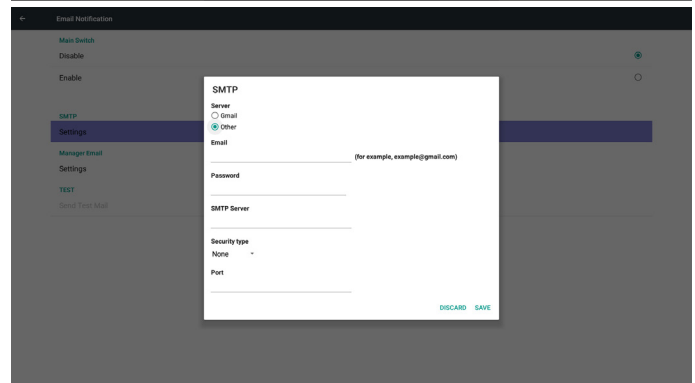 Email Notification
Main Switch
Disable
Enable
SMTP
Settings
Manager Email
Settings
TEST
Send Test Mail
SMTP
Server
Gmail
Other
Email
(for example, example@gmail.com)
Password
SMTP Server
Security type
None
Port
DISCARD SAVE